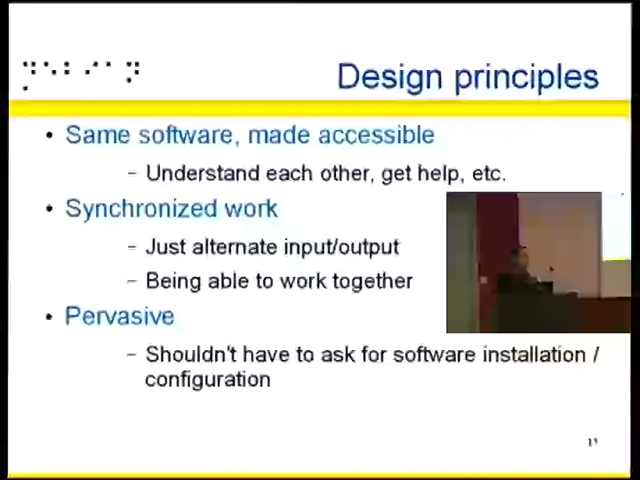 Design principles
• Same software, made accessible
– Understand each other, get help, etc.
• Synchronized work
– Just alternate input/output
– Being able to work together
• Pervasive
– Shouldn't have to ask for software installation /
configuration